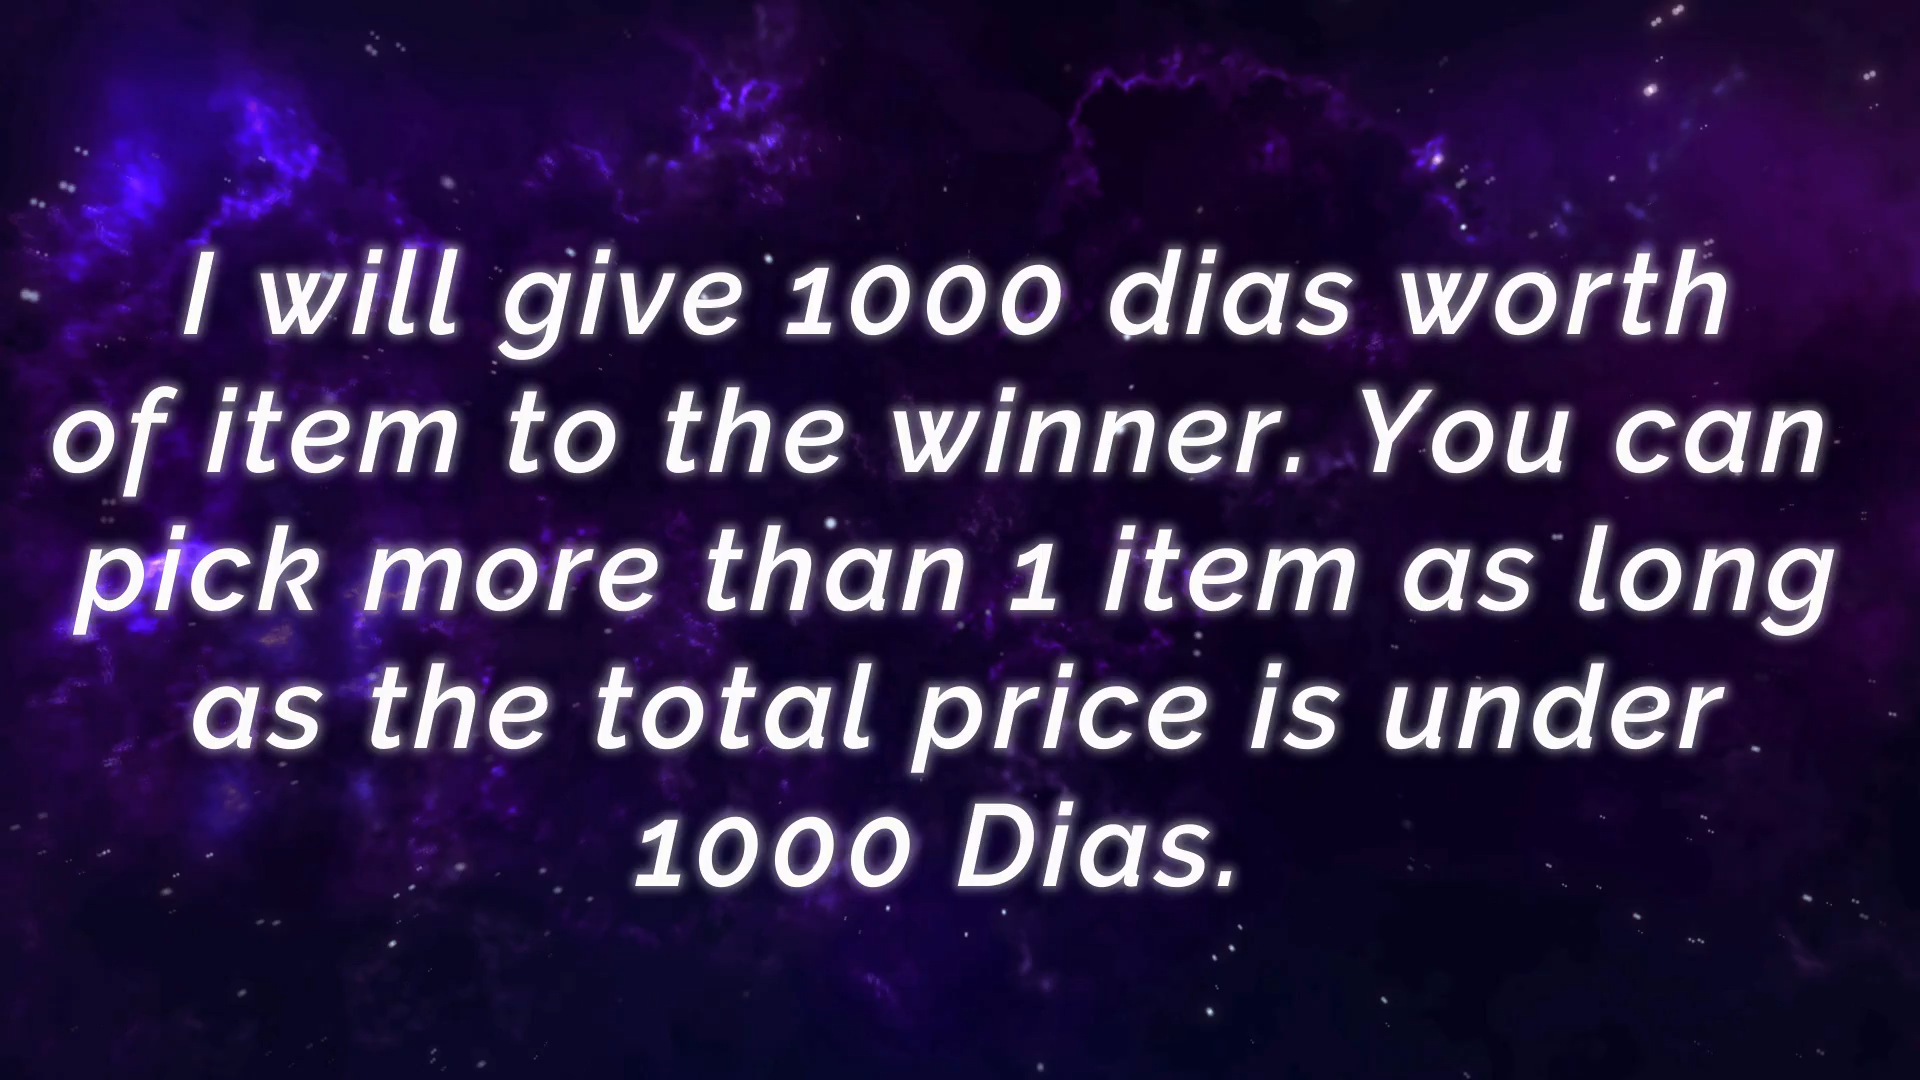 I will give 1000 dias worth
of item to the winner. You can
pick more than 1 item as long
as the total price is under
1000 Dias.